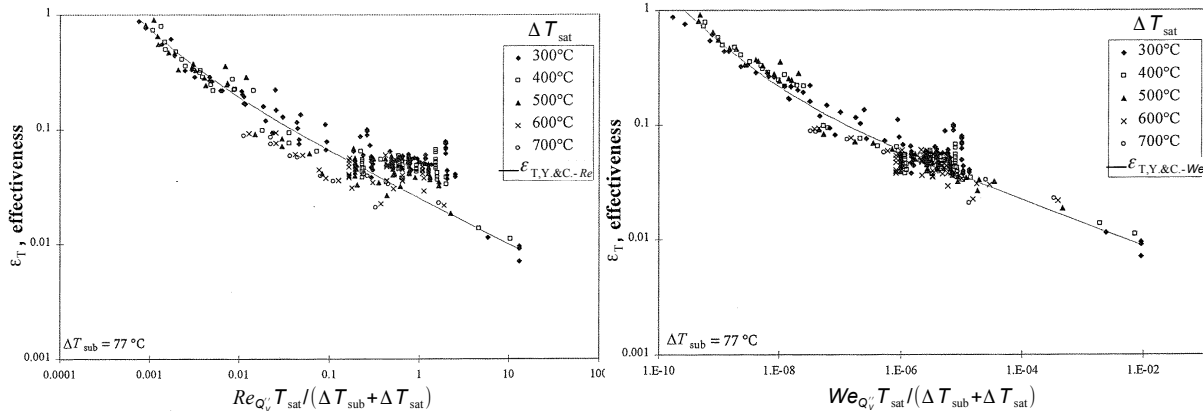 1
0.1
0.01
0.001
ε_T, effectiveness
ΔT_sat
300°C
400°C
500°C
600°C
700°C
ε_T,Y.&C.-Re
ΔT_sub = 77 °C
0.0001
0.001
0.01
0.1
1
10
100
Re_Q''_v T_sat/(ΔT_sub+ΔT_sat)
1
0.1
0.01
0.001
ε_T, effectiveness
ΔT_sat
300°C
400°C
500°C
600°C
700°C
ε_T,Y.&C.-We
ΔT_sub = 77 °C
1.E-10
1.E-08
1.E-06
1.E-04
1.E-02
We_Q''_v T_sat/(ΔT_sub+ΔT_sat)